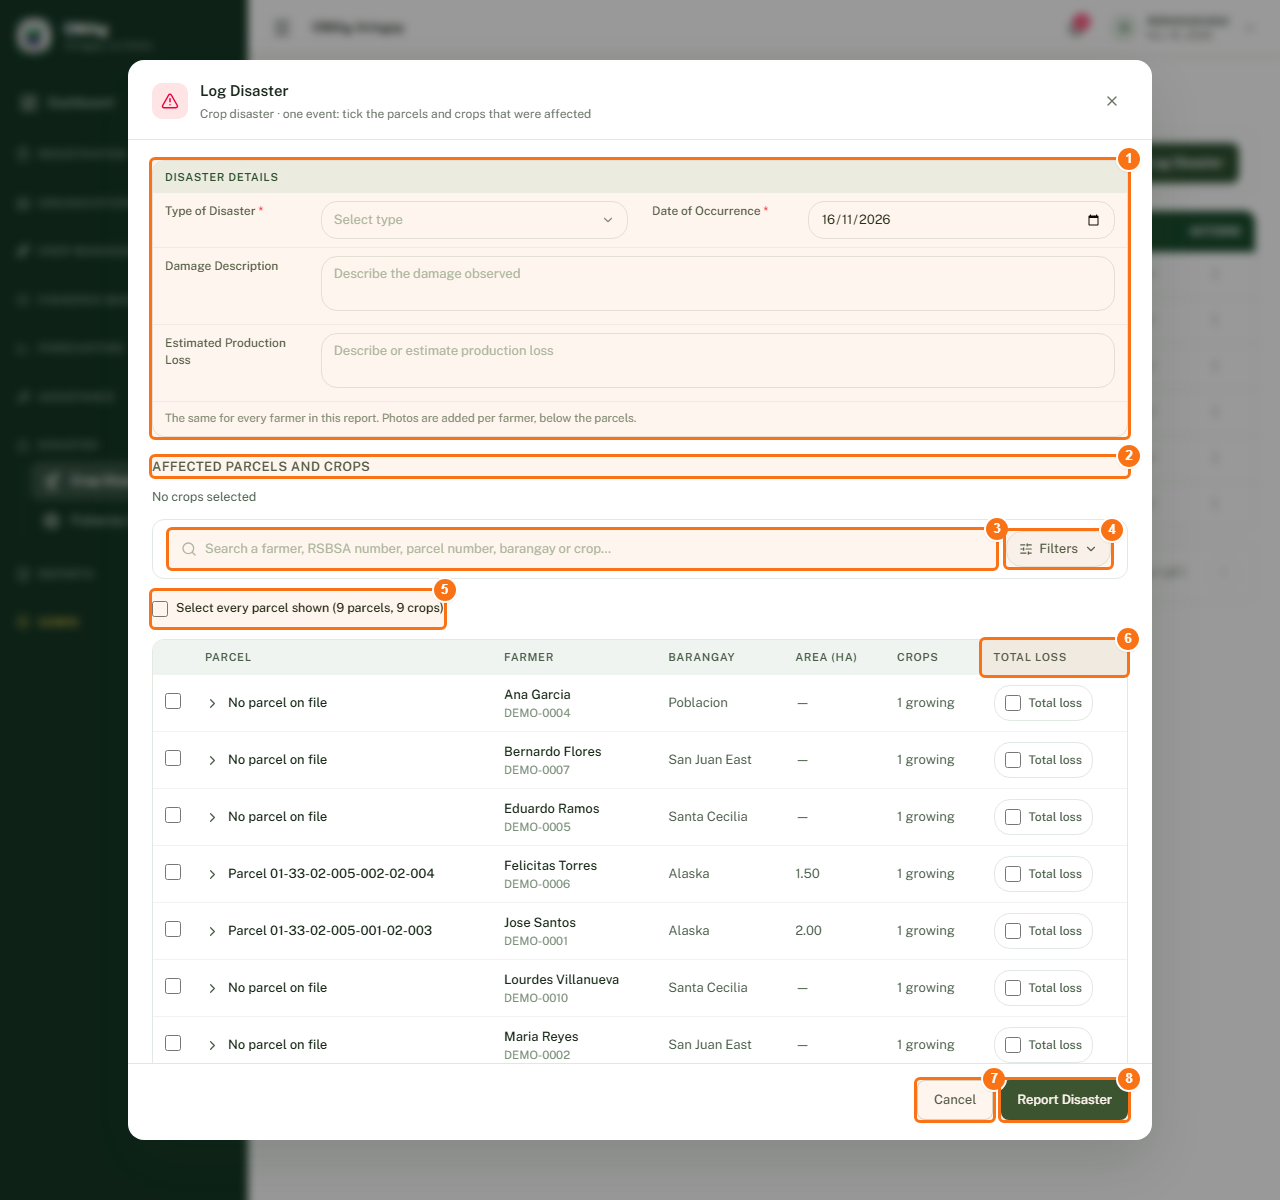 Log Disaster
Crop disaster · one event: tick the parcels and crops that were affected
1
DISASTER DETAILS
Type of Disaster *
Select type
Date of Occurrence *
16/11/2026
Damage Description
Describe the damage observed
Estimated Production
Loss
Describe or estimate production loss
The same for every farmer in this report. Photos are added per farmer, below the parcels.
2
AFFECTED PARCELS AND CROPS
No crops selected
3
Search a farmer, RSBSA number, parcel number, barangay or crop...
4
Filters
5
Select every parcel shown (9 parcels, 9 crops)
6
PARCEL FARMER BARANGAY AREA (HA) CROPS TOTAL LOSS
No parcel on file Ana Garcia Poblacion — 1 growing Total loss
DEMO-0004
No parcel on file Bernardo Flores San Juan East — 1 growing Total loss
DEMO-0007
No parcel on file Eduardo Ramos Santa Cecilia — 1 growing Total loss
DEMO-0005
Parcel 01-33-02-005-002-02-004 Felicitas Torres Alaska 1.50 1 growing Total loss
DEMO-0006
Parcel 01-33-02-005-001-02-003 Jose Santos Alaska 2.00 1 growing Total loss
DEMO-0001
No parcel on file Lourdes Villanueva Santa Cecilia — 1 growing Total loss
DEMO-0010
No parcel on file Maria Reyes San Juan East — 1 growing Total loss
DEMO-0002
7
Cancel
8
Report Disaster